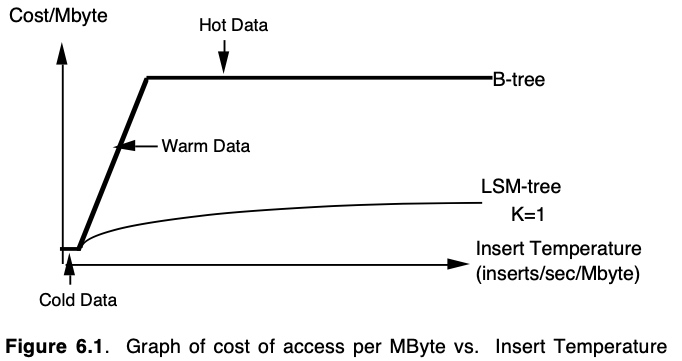 Cost/Mbyte
Hot Data
B-tree
Warm Data
LSM-tree
K=1
Insert Temperature
(inserts/sec/Mbyte)
Cold Data
Figure 6.1. Graph of cost of access per MByte vs. Insert Temperature